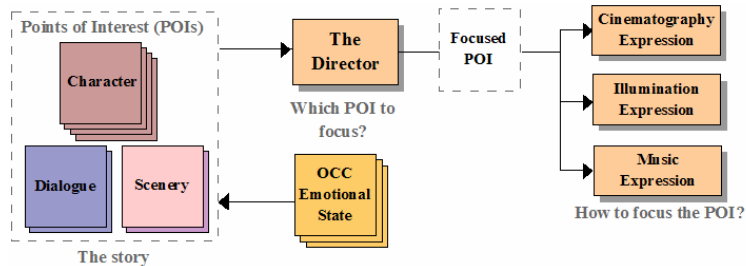 Points of Interest (POIs)
Character
Dialogue
Scenery
The story
The
Director
Which POI to
focus?
OCC
Emotional
State
Focused
POI
Cinematography
Expression
Illumination
Expression
Music
Expression
How to focus the POI?